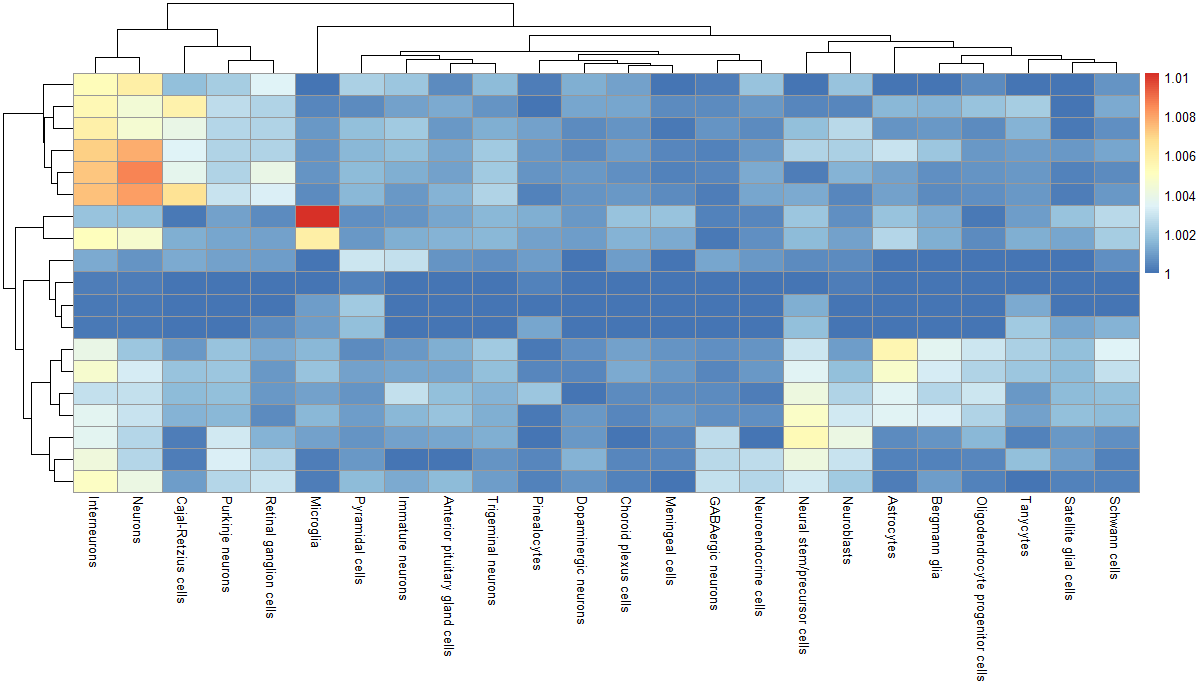 1.01
1.008
1.006
1.004
1.002
1
Interneurons
Neurons
Cajal-Retzius cells
Purkinje neurons
Retinal ganglion cells
Microglia
Pyramidal cells
Immature neurons
Anterior pituitary gland cells
Trigeminal neurons
Pinealocytes
Dopaminergic neurons
Choroid plexus cells
Meningeal cells
GABAergic neurons
Neuroendocrine cells
Neural stem/precursor cells
Neuroblasts
Astrocytes
Bergmann glia
Oligodendrocyte progenitor cells
Tanycytes
Satellite glial cells
Schwann cells